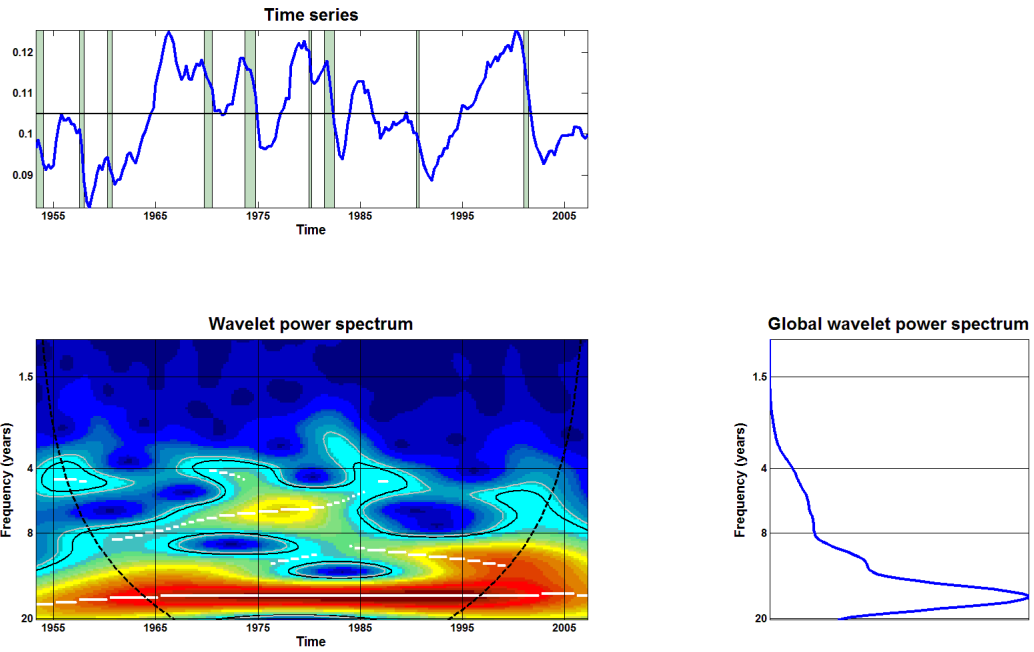 Time series
0.12
0.11
0.1
0.09
1955 1965 1975 1985 1995 2005
Time
Wavelet power spectrum
Frequency (years)
1.5
4
8
20
1955 1965 1975 1985 1995 2005
Time
Global wavelet power spectrum
Frequency (years)
1.5
4
8
20